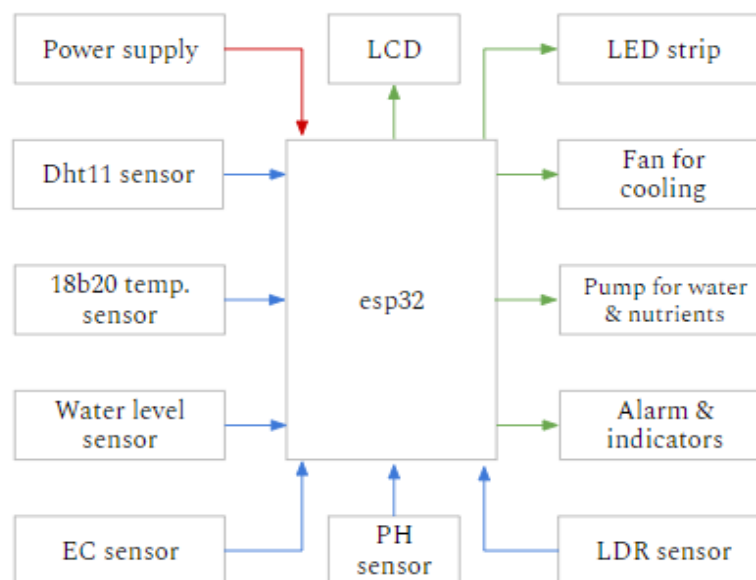 Power supply
LCD
LED strip
Dht11 sensor
Fan for
cooling
18b20 temp.
sensor
esp32
Pump for water
& nutrients
Water level
sensor
Alarm &
indicators
EC sensor
PH
sensor
LDR sensor